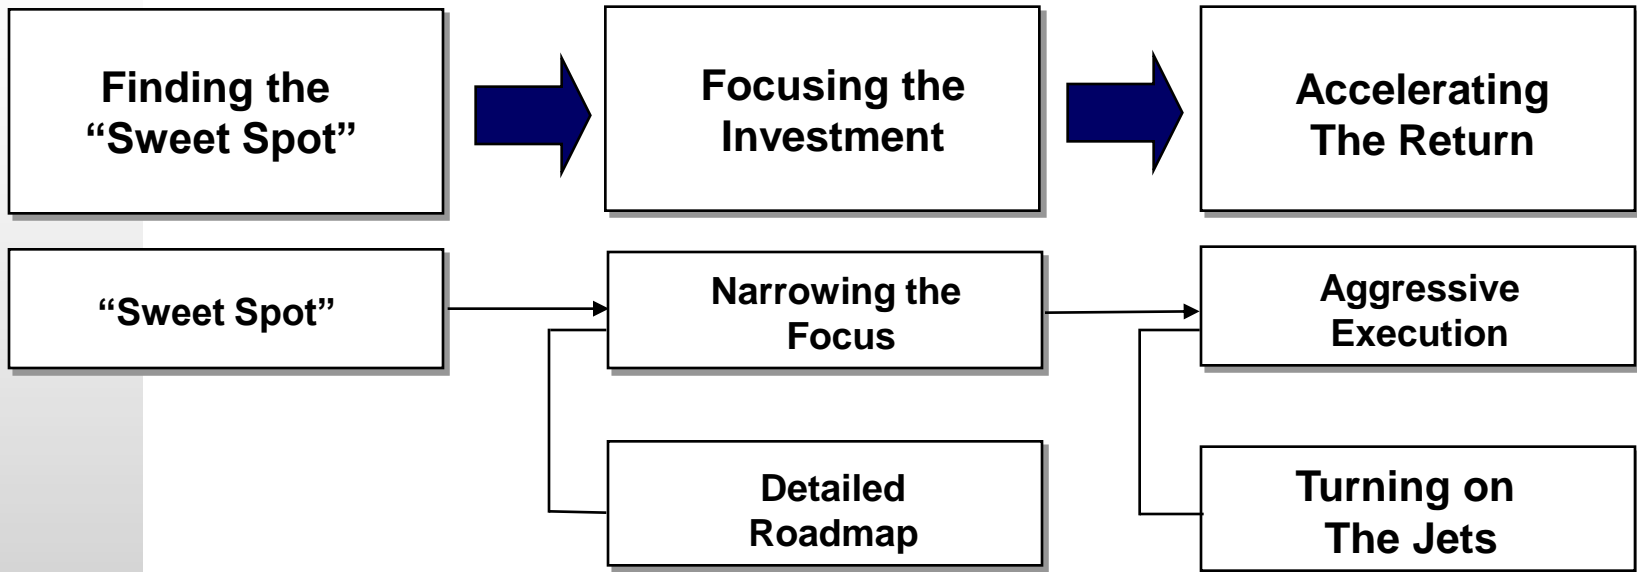 Finding the
“Sweet Spot”
Focusing the
Investment
Accelerating
The Return
“Sweet Spot”
Narrowing the
Focus
Aggressive
Execution
Detailed
Roadmap
Turning on
The Jets